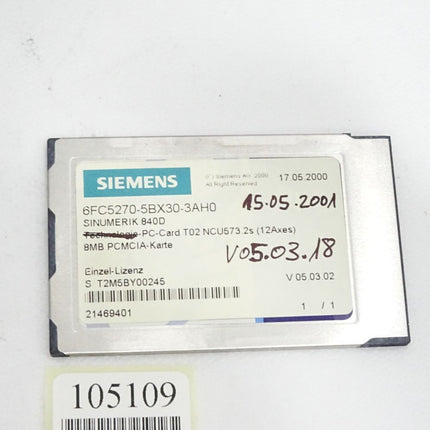 SIEMENS
(C) Siemens AG 2000
All Right Reserved
17.05.2000
6FC5270-5BX30-3AH0
15.05.2001
SINUMERIK 840D
Technologie-PC-Card T02 NCU573.2s (12Axes)
8MB PCMCIA-Karte
V05.03.18
Einzel-Lizenz
V 05.03.02
S T2M5BY00245
21469401
1 / 1
105109